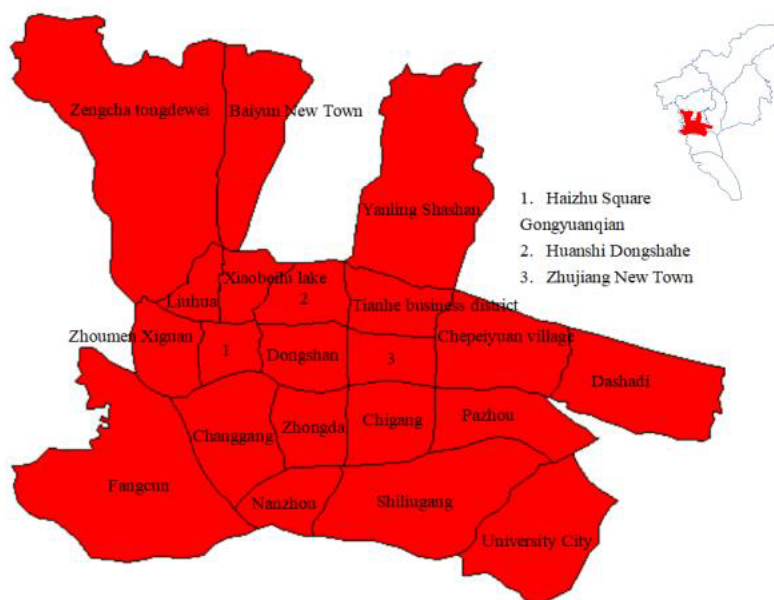 Zengcha tongdewei
Baiyun New Town
Yanling Shashan
1. Haizhu Square
Gongyuanqian
2. Huanshi Dongshahe
3. Zhujiang New Town
Xiaobeilu lake
Liuhua
2
Tianhe business district
Zhoumen Xiguan
1
Dongshan
3
Chepeiyuan village
Dashadi
Changgang
Zhongda
Chigang
Pazhou
Fangcun
Nanzhou
Shiliugang
University City